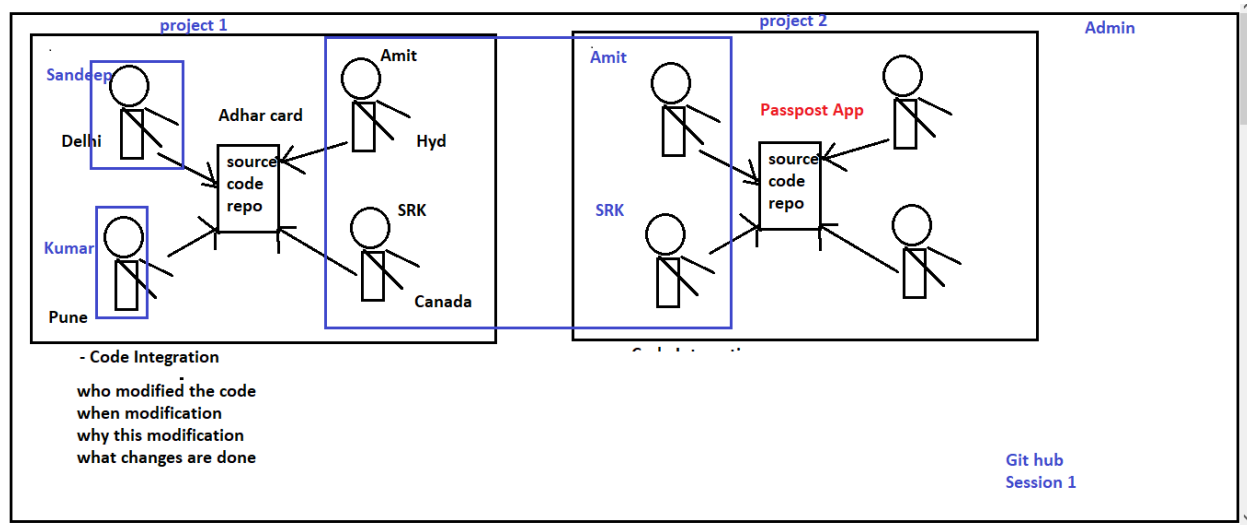 project 1
project 2
Admin
Sandeep
Amit
Amit
Adhar card
Passpost App
Delhi
Hyd
source
code
repo
source
code
repo
SRK
SRK
Kumar
Canada
Pune
- Code Integration
who modified the code
when modification
why this modification
what changes are done
Git hub
Session 1